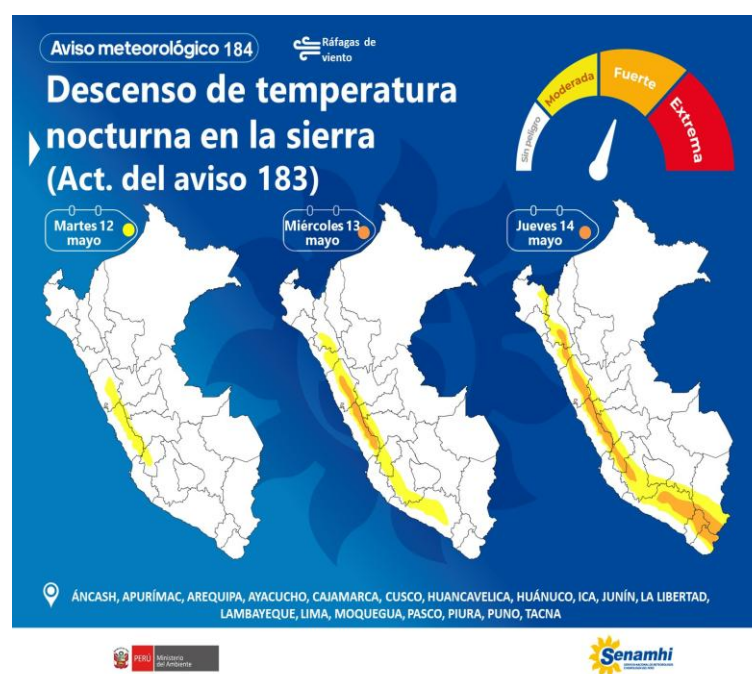 Aviso meteorológico 184
Ráfagas de
viento
Descenso de temperatura
nocturna en la sierra
(Act. del aviso 183)
Sin peligro
Moderada
Fuerte
Extrema
Martes 12
mayo
Miércoles 13
mayo
Jueves 14
mayo
ÁNCASH, APURÍMAC, AREQUIPA, AYACUCHO, CAJAMARCA, CUSCO, HUANCAVELICA, HUÁNUCO, ICA, JUNÍN, LA LIBERTAD,
LAMBAYEQUE, LIMA, MOQUEGUA, PASCO, PIURA, PUNO, TACNA
PERÚ
Ministerio
del Ambiente
Senamhi